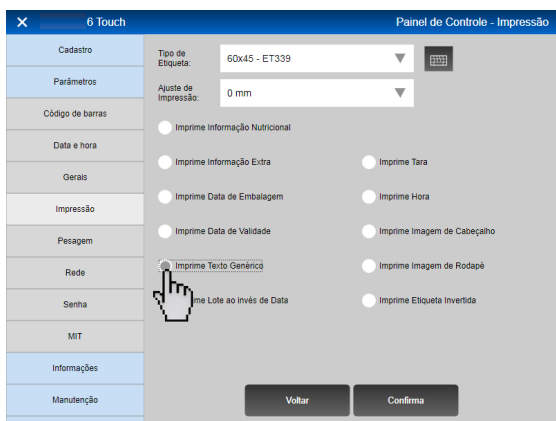 6 Touch
Painel de Controle - Impressão
Cadastro
Parâmetros
Código de barras
Data e hora
Gerais
Impressão
Pesagem
Rede
Senha
MIT
Informações
Manutenção
Tipo de
Etiqueta:
60x45 - ET339
Ajuste de
Impressão:
0 mm
Imprime Informação Nutricional
Imprime Informação Extra
Imprime Tara
Imprime Data de Embalagem
Imprime Hora
Imprime Data de Validade
Imprime Imagem de Cabeçalho
Imprime Texto Genérico
Imprime Imagem de Rodapé
me Lote ao invés de Data
Imprime Etiqueta Invertida
Voltar
Confirma